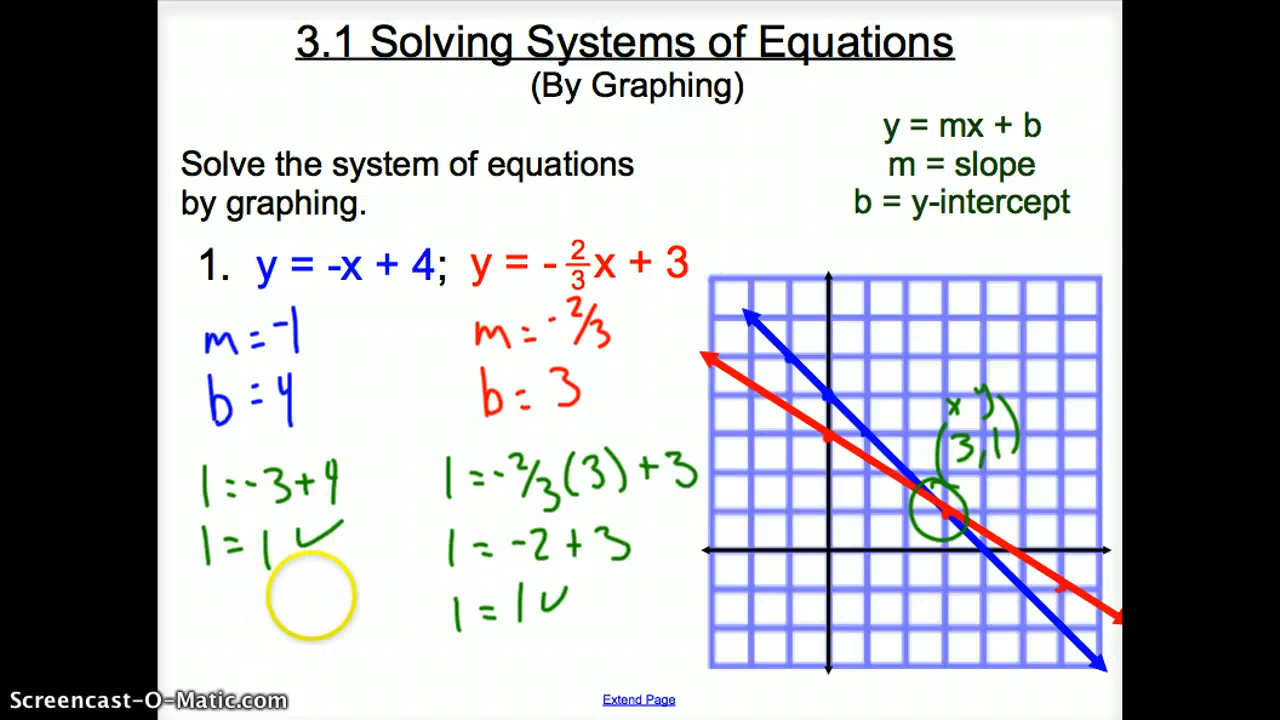 3.1 Solving Systems of Equations
(By Graphing)
y = mx + b
m = slope
b = y-intercept
Solve the system of equations
by graphing.
1. y = -x + 4; y = - 2/3 x + 3
m = -1
b = 4
m = -2/3
b = 3
1 = -3 + 4
1 = 1 ✓
1 = -2/3 (3) + 3
1 = -2 + 3
1 = 1 ✓
x y
(3, 1)
Extend Page
Screencast-O-Matic.com